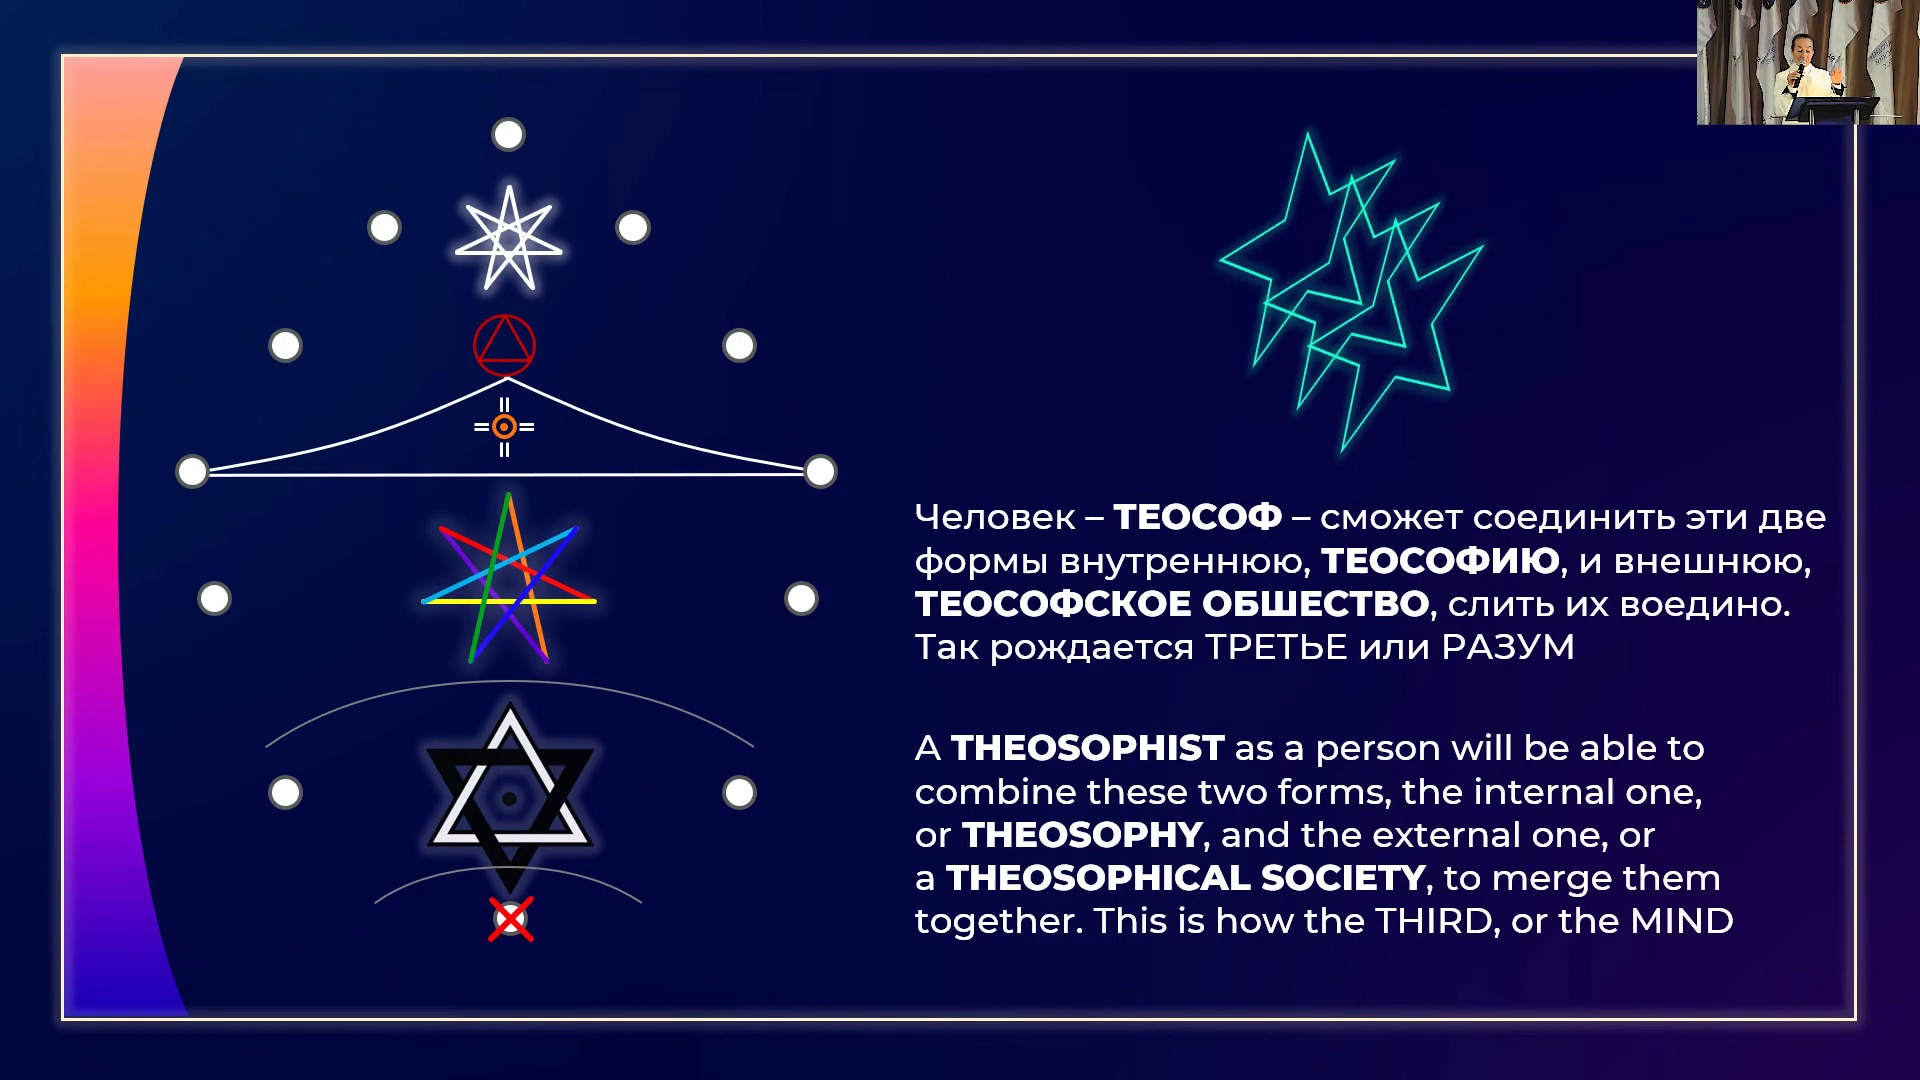 Человек – ТЕОСОФ – сможет соединить эти две
формы внутреннюю, ТЕОСОФИЮ, и внешнюю,
ТЕОСОФСКОЕ ОБШЕСТВО, слить их воедино.
Так рождается ТРЕТЬЕ или РАЗУМ
A THEOSOPHIST as a person will be able to
combine these two forms, the internal one,
or THEOSOPHY, and the external one, or
a THEOSOPHICAL SOCIETY, to merge them
together. This is how the THIRD, or the MIND